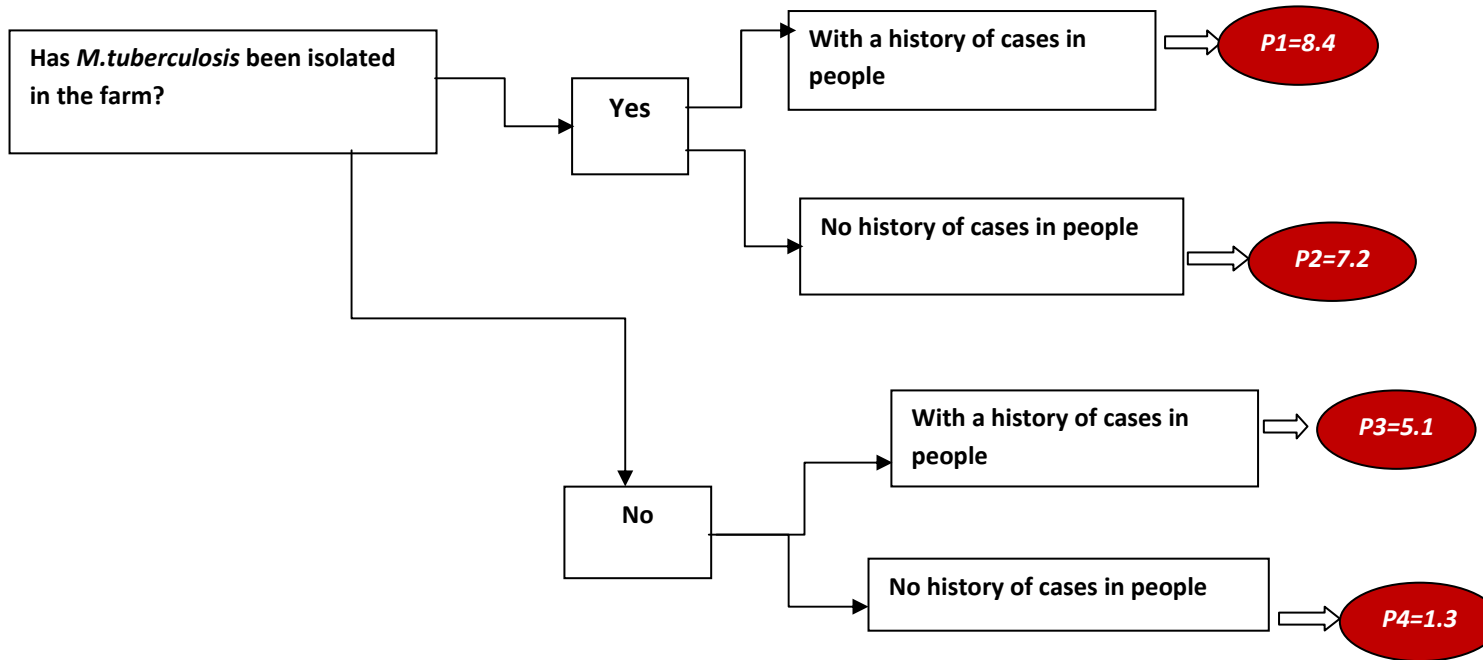 Has M.tuberculosis been isolated
in the farm?
Yes
With a history of cases in
people
P1=8.4
No history of cases in people
P2=7.2
No
With a history of cases in
people
P3=5.1
No history of cases in people
P4=1.3